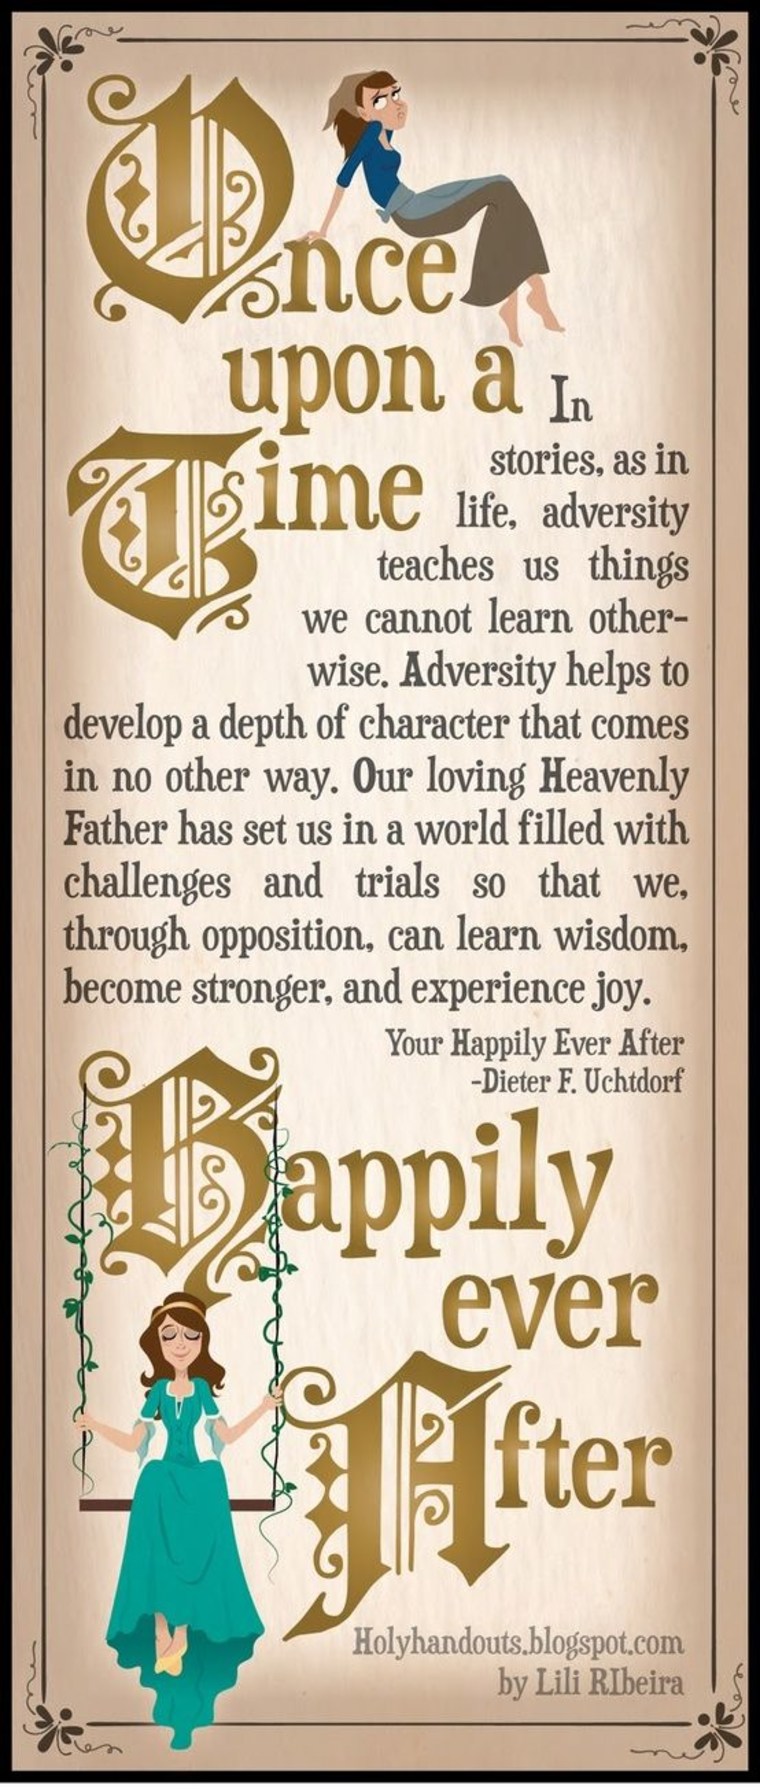 Once
upon a
Time
In
stories, as in
life, adversity
teaches us things
we cannot learn other-
wise. Adversity helps to
develop a depth of character that comes
in no other way. Our loving Heavenly
Father has set us in a world filled with
challenges and trials so that we,
through opposition, can learn wisdom,
become stronger, and experience joy.
Your Happily Ever After
-Dieter F. Uchtdorf
Happily
ever
After
Holyhandouts.blogspot.com
by Lili RIbeira